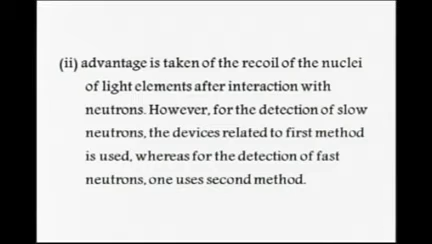 (ii) advantage is taken of the recoil of the nuclei
of light elements after interaction with
neutrons. However, for the detection of slow
neutrons, the devices related to first method
is used, whereas for the detection of fast
neutrons, one uses second method.